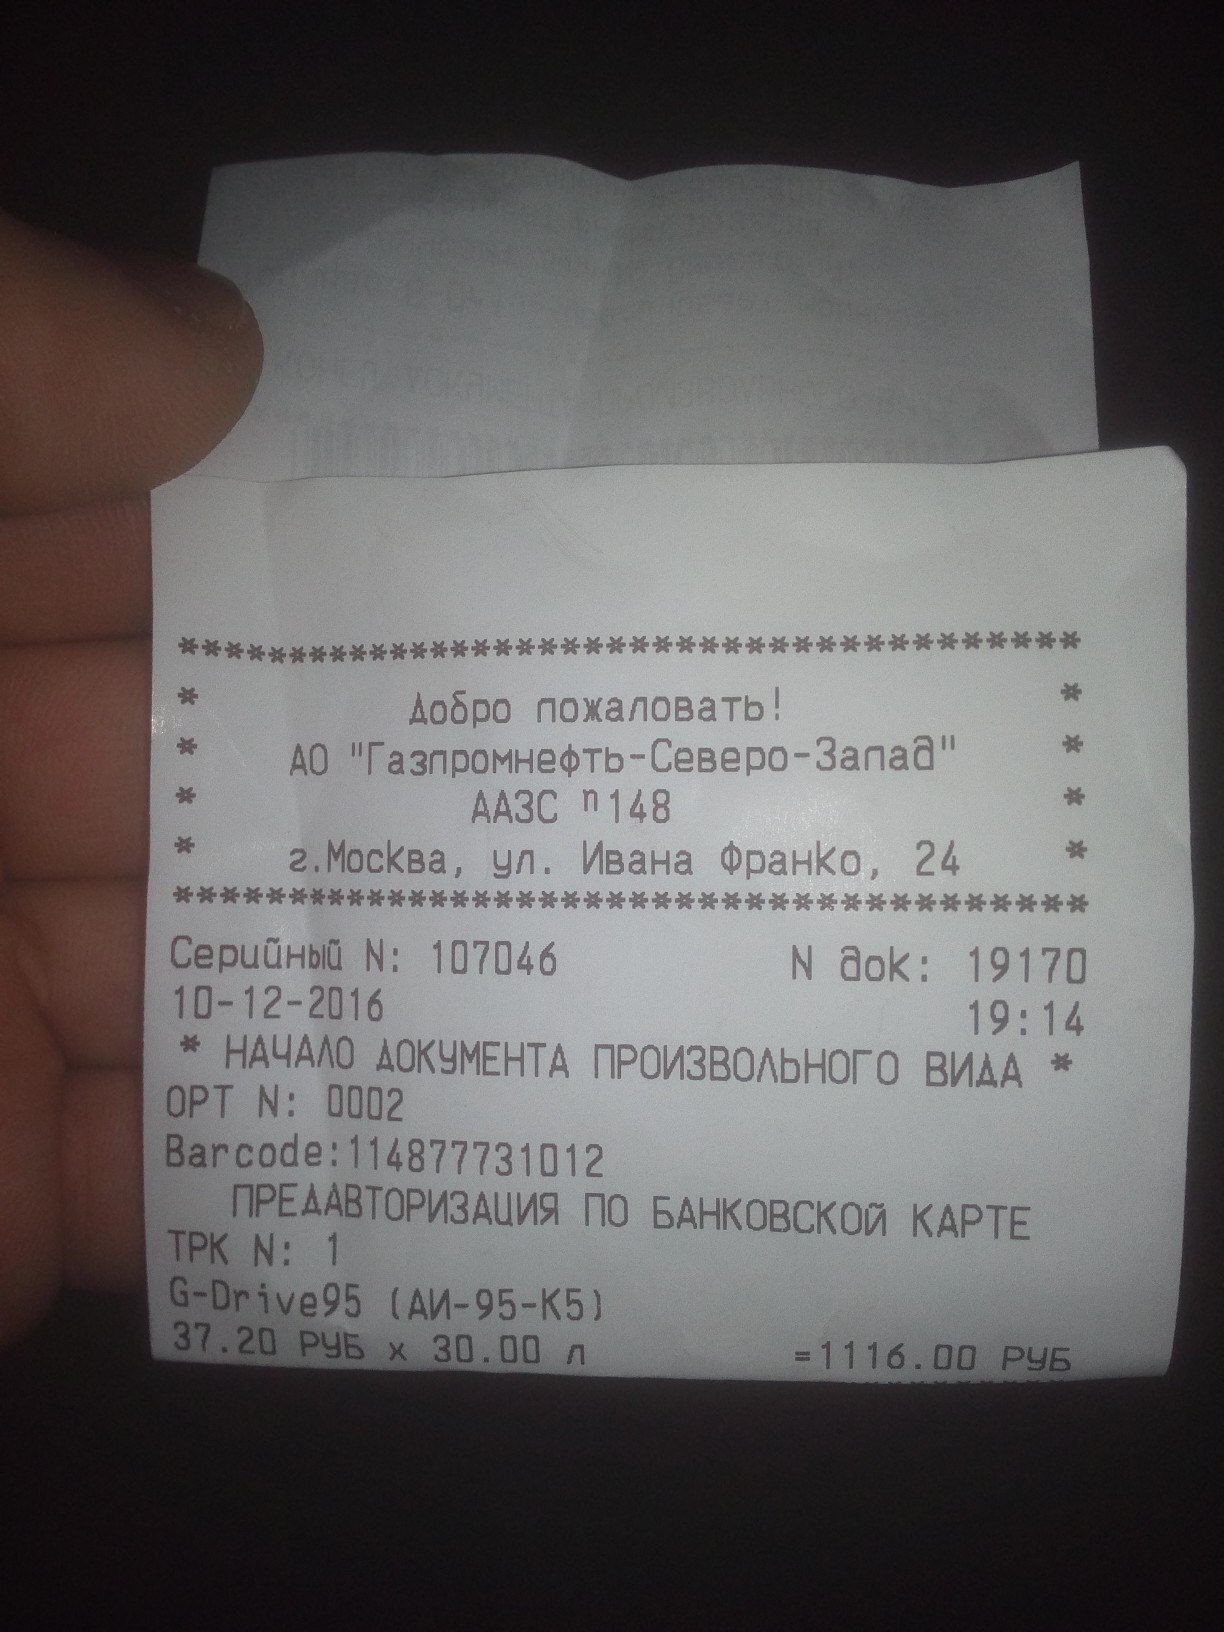 ****************************************
* Добро пожаловать! *
* АО "Газпромнефть-Северо-Запад" *
* ААЗС n148 *
* г.Москва, ул. Ивана Франко, 24 *
****************************************
Серийный N: 107046 N док: 19170
10-12-2016 19:14
* НАЧАЛО ДОКУМЕНТА ПРОИЗВОЛЬНОГО ВИДА *
ОРТ N: 0002
Barcode:114877731012
ПРЕДАВТОРИЗАЦИЯ ПО БАНКОВСКОЙ КАРТЕ
ТРК N: 1
G-Drive95 (АИ-95-К5)
37.20 РУБ х 30.00 л =1116.00 РУБ